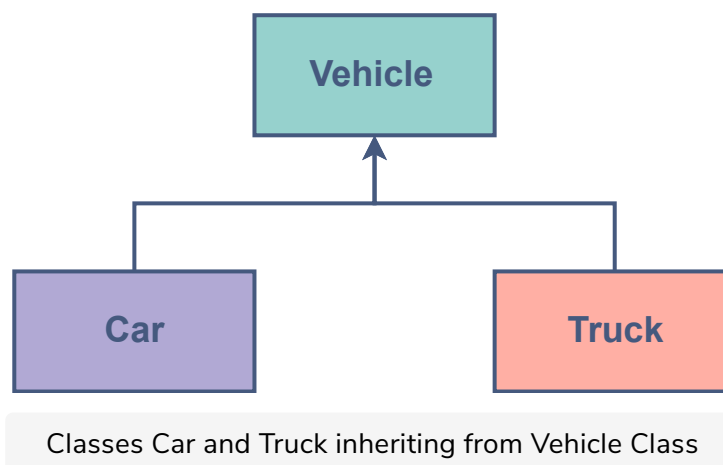 Vehicle
Car
Truck
Classes Car and Truck inheriting from Vehicle Class